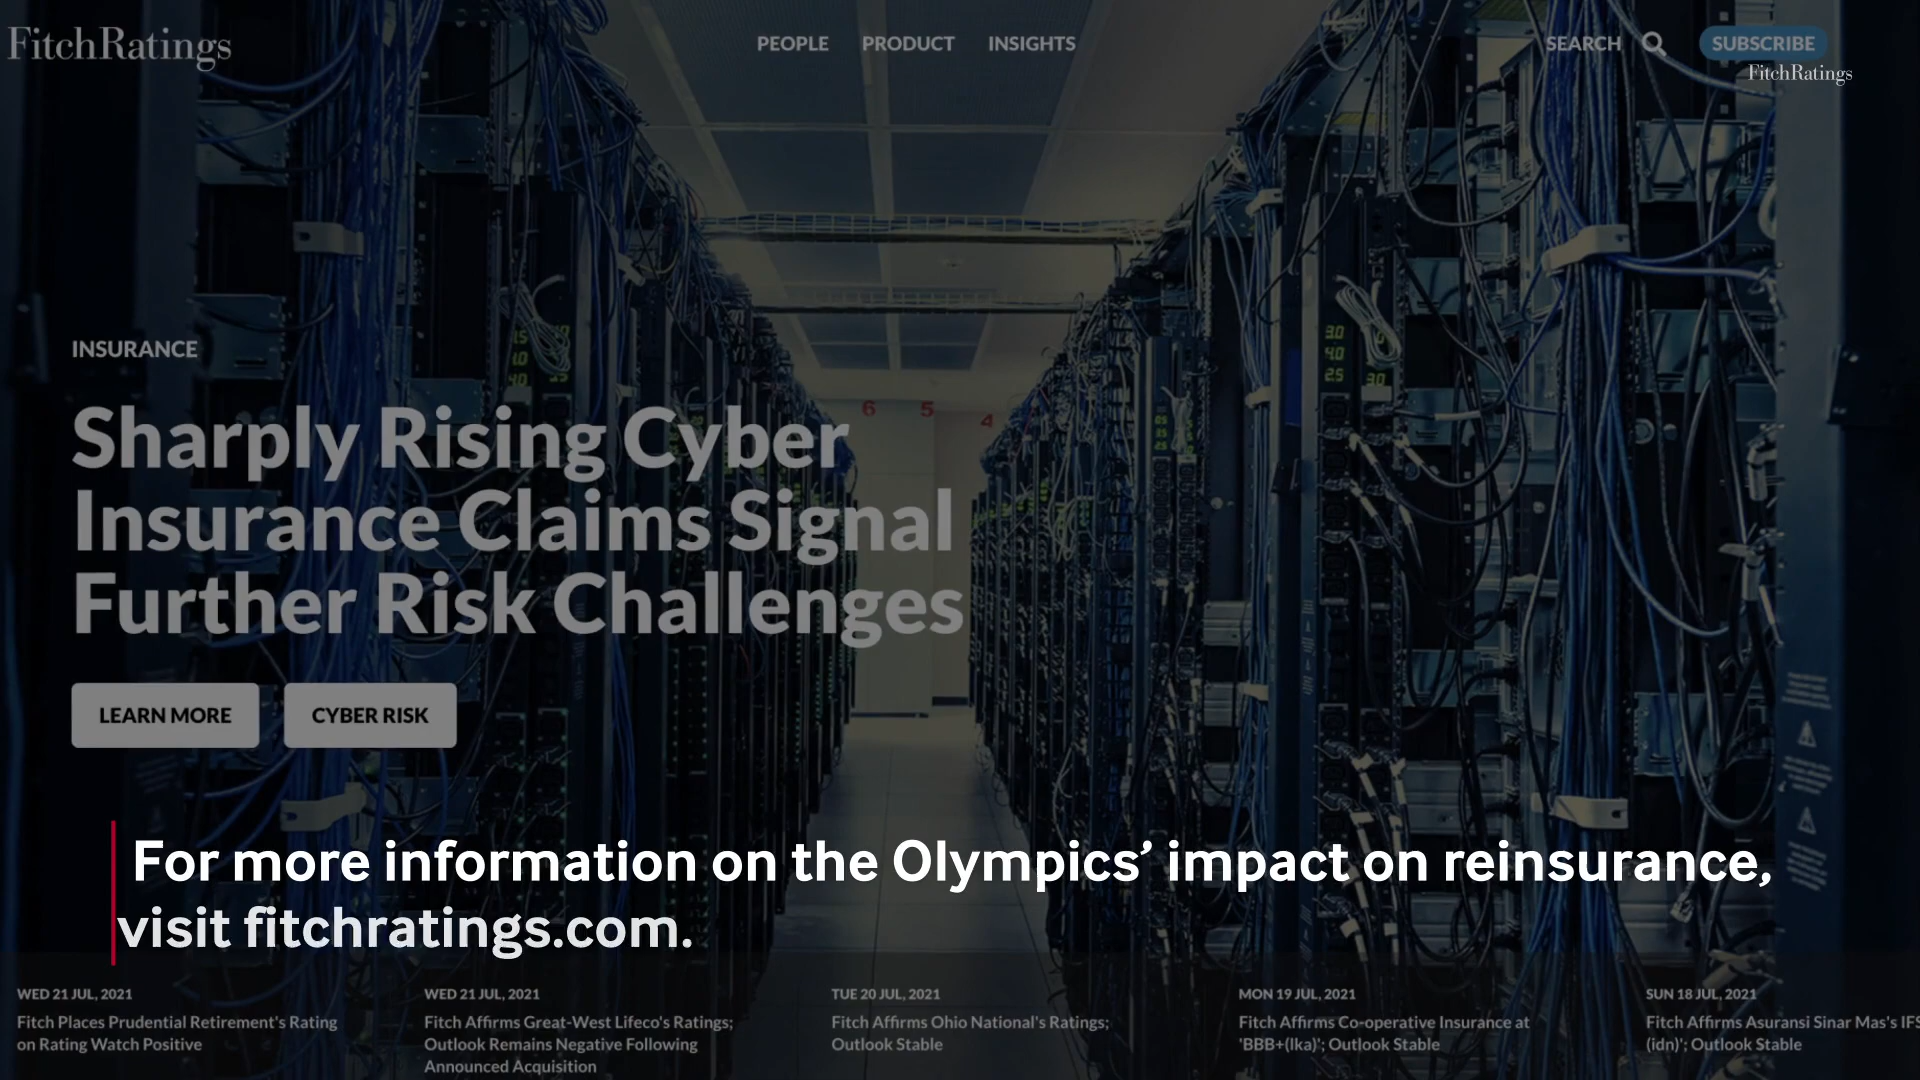 FitchRatings
PEOPLE PRODUCT INSIGHTS
SEARCH
SUBSCRIBE
FitchRatings
INSURANCE
Sharply Rising Cyber
Insurance Claims Signal
Further Risk Challenges
LEARN MORE
CYBER RISK
6 5 4
For more information on the Olympics’ impact on reinsurance,
visit fitchratings.com.
WED 21 JUL, 2021
Fitch Places Prudential Retirement's Rating
on Rating Watch Positive
WED 21 JUL, 2021
Fitch Affirms Great-West Lifeco's Ratings;
Outlook Remains Negative Following
Announced Acquisition
TUE 20 JUL, 2021
Fitch Affirms Ohio National's Ratings;
Outlook Stable
MON 19 JUL, 2021
Fitch Affirms Co-operative Insurance at
'BBB+(lka)'; Outlook Stable
SUN 18 JUL, 2021
Fitch Affirms Asuransi Sinar Mas's IFS
(idn)'; Outlook Stable